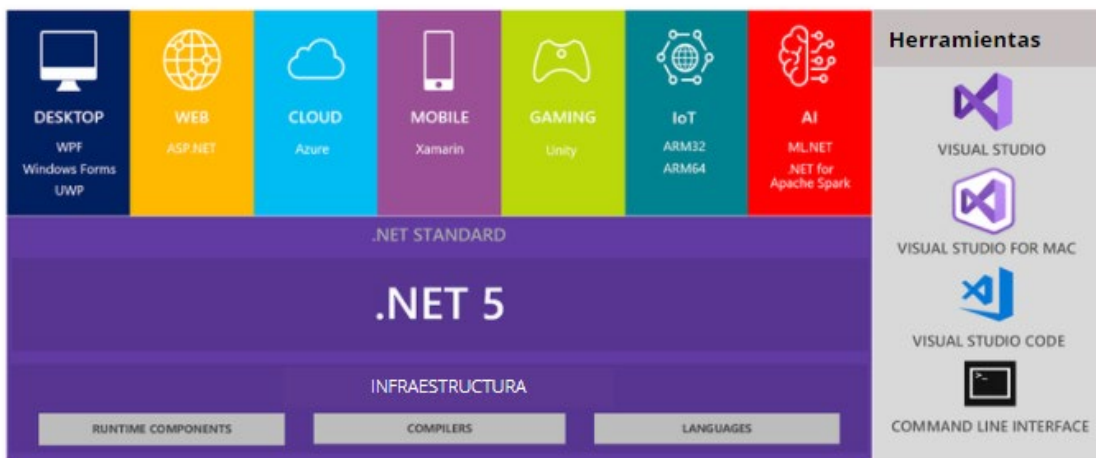 DESKTOP
WPF
Windows Forms
UWP
WEB
ASP.NET
CLOUD
Azure
MOBILE
Xamarin
GAMING
Unity
IoT
ARM32
ARM64
AI
ML.NET
.NET for
Apache Spark
.NET STANDARD
.NET 5
INFRAESTRUCTURA
RUNTIME COMPONENTS
COMPILERS
LANGUAGES
Herramientas
VISUAL STUDIO
VISUAL STUDIO FOR MAC
VISUAL STUDIO CODE
>_
COMMAND LINE INTERFACE